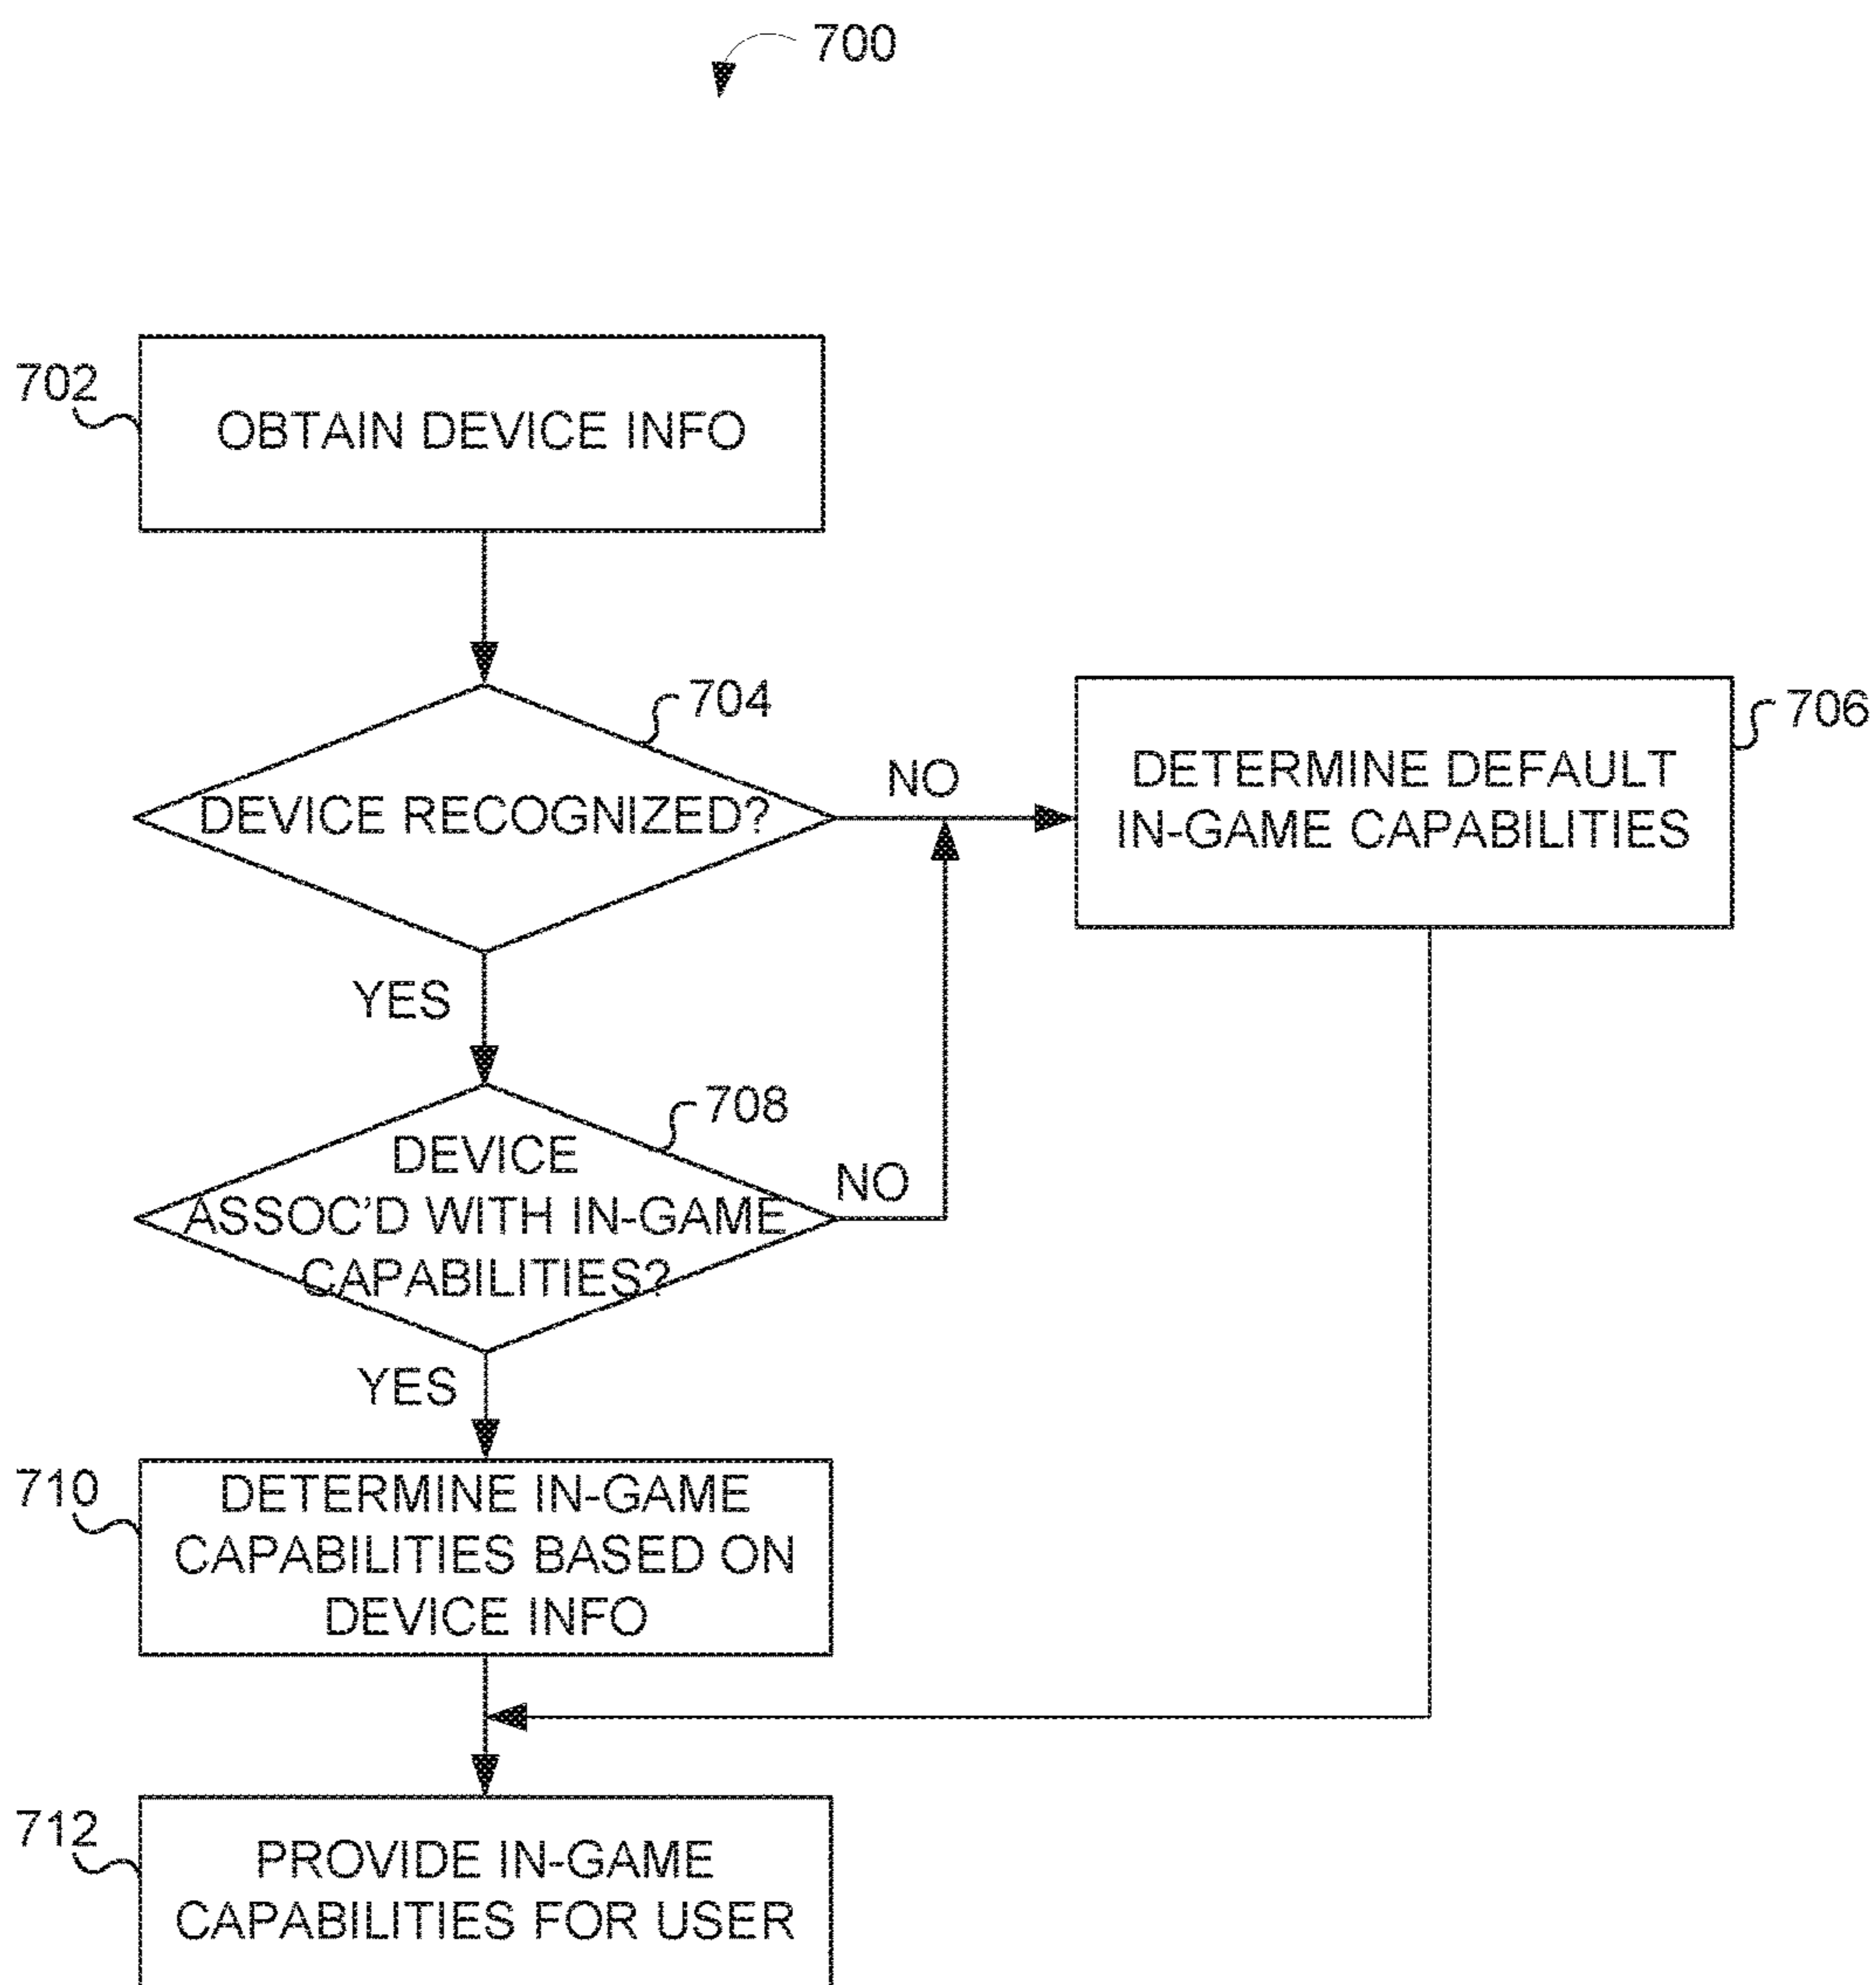 700
702
OBTAIN DEVICE INFO
704
DEVICE RECOGNIZED?
NO
706
DETERMINE DEFAULT
IN-GAME CAPABILITIES
YES
708
DEVICE
ASSOC'D WITH IN-GAME
CAPABILITIES?
NO
YES
710
DETERMINE IN-GAME
CAPABILITIES BASED ON
DEVICE INFO
712
PROVIDE IN-GAME
CAPABILITIES FOR USER